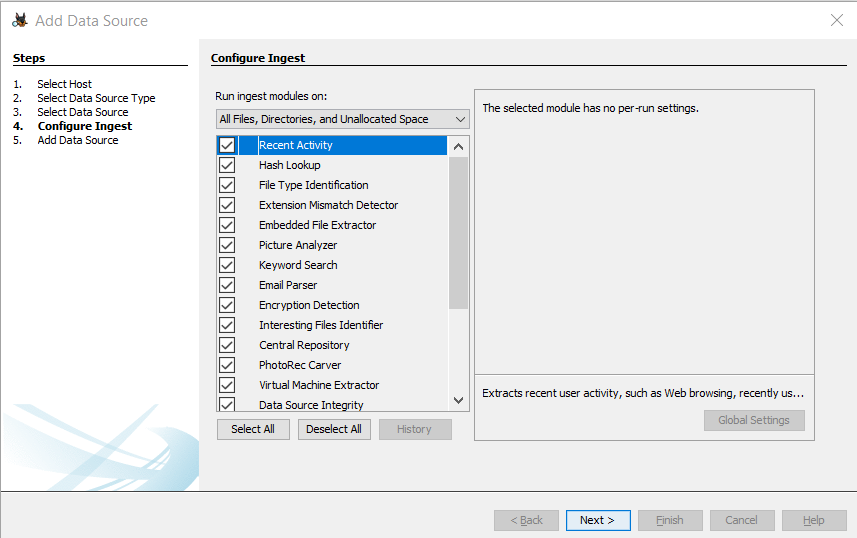 Add Data Source
Steps
1. Select Host
2. Select Data Source Type
3. Select Data Source
4. Configure Ingest
5. Add Data Source
Configure Ingest
Run ingest modules on:
All Files, Directories, and Unallocated Space
Recent Activity
Hash Lookup
File Type Identification
Extension Mismatch Detector
Embedded File Extractor
Picture Analyzer
Keyword Search
Email Parser
Encryption Detection
Interesting Files Identifier
Central Repository
PhotoRec Carver
Virtual Machine Extractor
Data Source Integrity
Select All Deselect All History
The selected module has no per-run settings.
Extracts recent user activity, such as Web browsing, recently us...
Global Settings
< Back Next > Finish Cancel Help